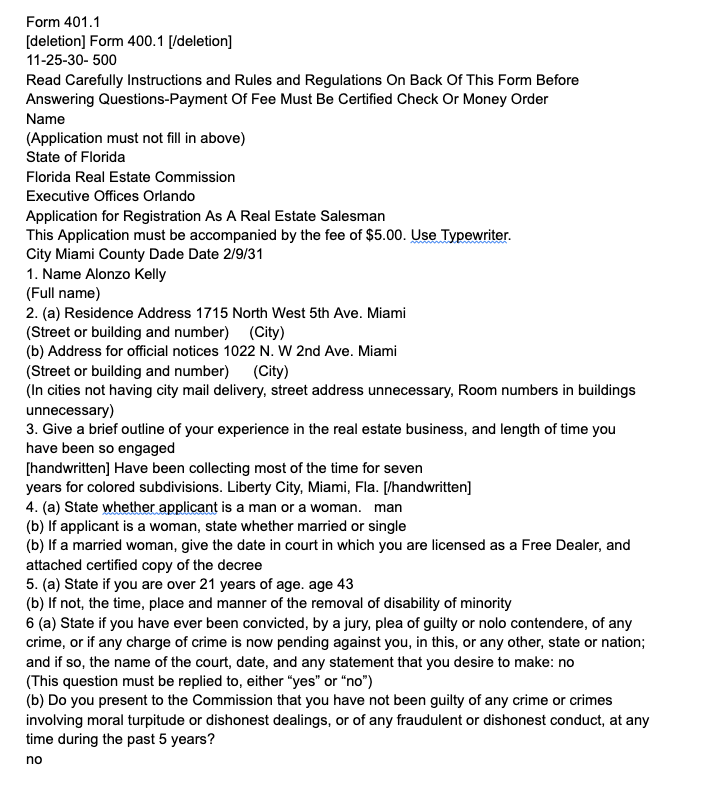 Form 401.1
[deletion] Form 400.1 [/deletion]
11-25-30- 500
Read Carefully Instructions and Rules and Regulations On Back Of This Form Before
Answering Questions-Payment Of Fee Must Be Certified Check Or Money Order
Name
(Application must not fill in above)
State of Florida
Florida Real Estate Commission
Executive Offices Orlando
Application for Registration As A Real Estate Salesman
This Application must be accompanied by the fee of $5.00. Use Typewriter.
City Miami County Dade Date 2/9/31
1. Name Alonzo Kelly
(Full name)
2. (a) Residence Address 1715 North West 5th Ave. Miami
(Street or building and number) (City)
(b) Address for official notices 1022 N. W 2nd Ave. Miami
(Street or building and number) (City)
(In cities not having city mail delivery, street address unnecessary, Room numbers in buildings
unnecessary)
3. Give a brief outline of your experience in the real estate business, and length of time you
have been so engaged
[handwritten] Have been collecting most of the time for seven
years for colored subdivisions. Liberty City, Miami, Fla. [/handwritten]
4. (a) State whether applicant is a man or a woman. man
(b) If applicant is a woman, state whether married or single
(b) If a married woman, give the date in court in which you are licensed as a Free Dealer, and
attached certified copy of the decree
5. (a) State if you are over 21 years of age. age 43
(b) If not, the time, place and manner of the removal of disability of minority
6 (a) State if you have ever been convicted, by a jury, plea of guilty or nolo contendere, of any
crime, or if any charge of crime is now pending against you, in this, or any other, state or nation;
and if so, the name of the court, date, and any statement that you desire to make: no
(This question must be replied to, either “yes” or “no”)
(b) Do you present to the Commission that you have not been guilty of any crime or crimes
involving moral turpitude or dishonest dealings, or of any fraudulent or dishonest conduct, at any
time during the past 5 years?
no